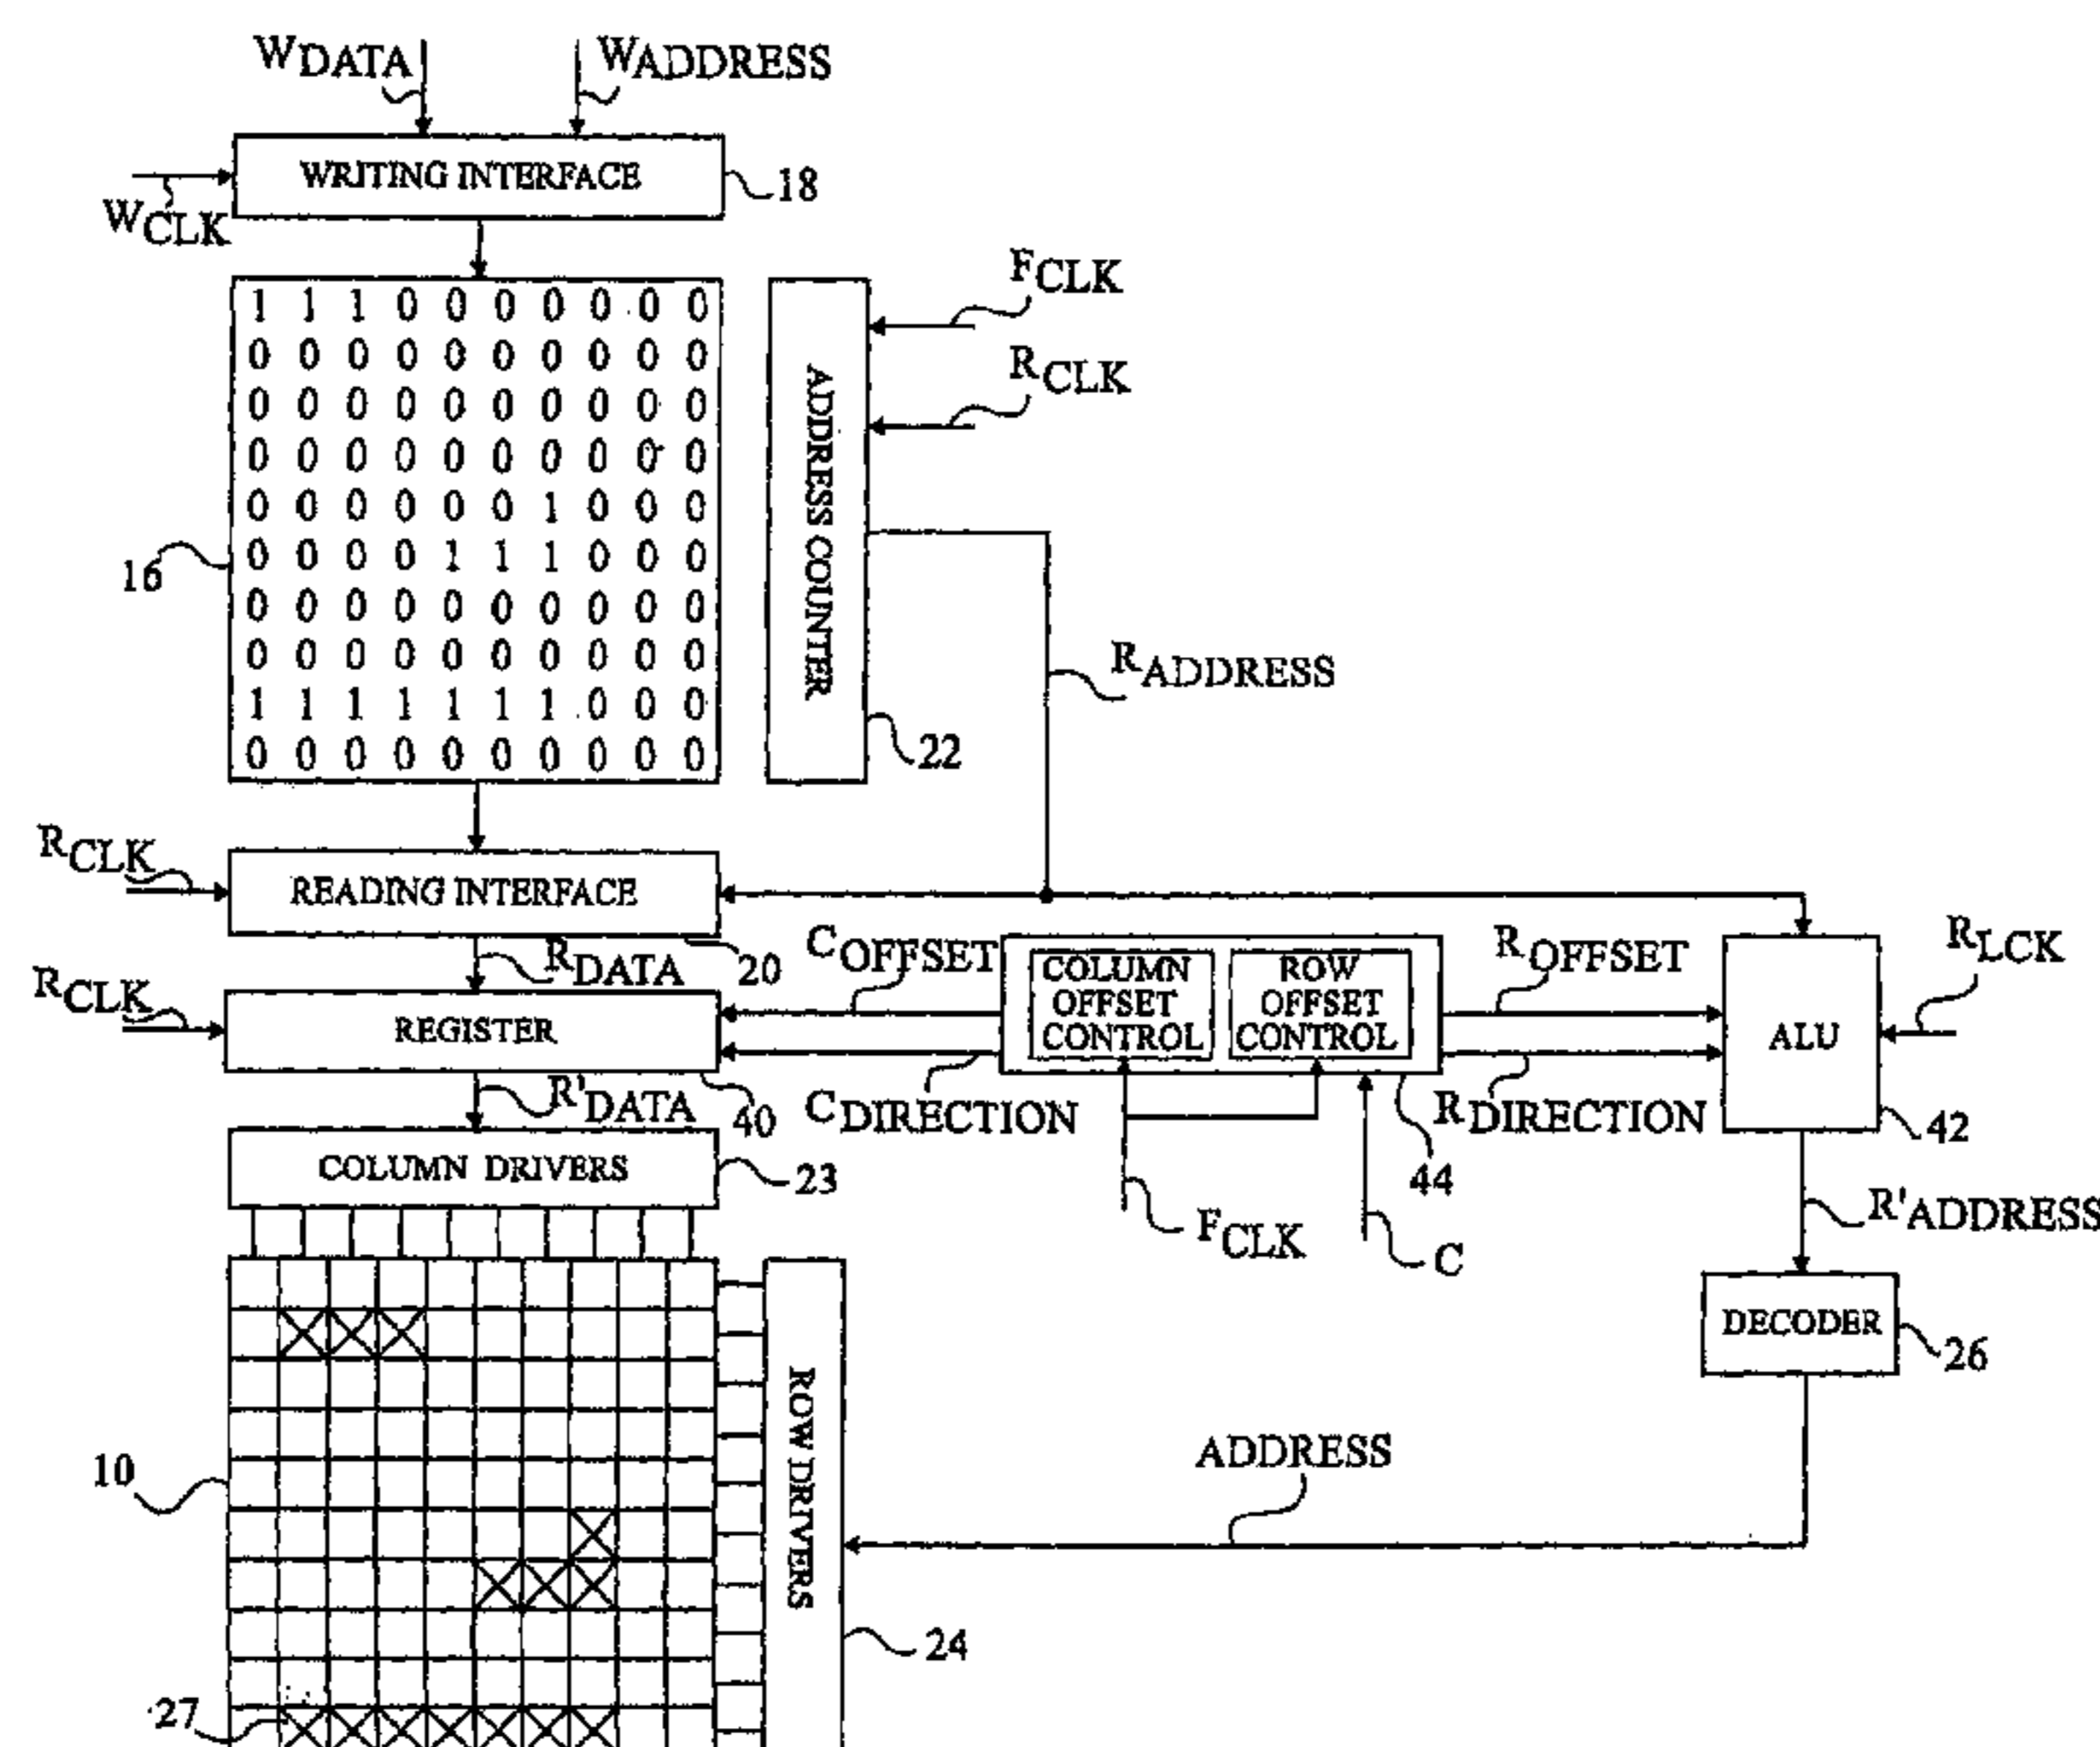 WDATA WADDRESS
WRITING INTERFACE 18
WCLK
FCLK
1 1 1 0 0 0 0 0 0 0
0 0 0 0 0 0 0 0 0 0
RCLK
0 0 0 0 0 0 0 0 0 0
0 0 0 0 0 0 0 0 0 0
0 0 0 0 0 0 1 0 0 0
16 0 0 0 0 1 1 1 0 0 0
0 0 0 0 0 0 0 0 0 0
0 0 0 0 0 0 0 0 0 0
1 1 1 1 1 1 1 0 0 0
0 0 0 0 0 0 0 0 0 0
ADDRESS COUNTER
RADDRESS
22
RCLK
READING INTERFACE
20
RDATA
COFFSET
COLUMN
OFFSET
CONTROL
ROW
OFFSET
CONTROL
ROFFSET
RLCK
RCLK
REGISTER
ALU
R'DATA
40
CDIRECTION
RDIRECTION
42
COLUMN DRIVERS 23
44
FCLK
C
R'ADDRESS
DECODER
26
ROW DRIVERS
10
ADDRESS
24
27